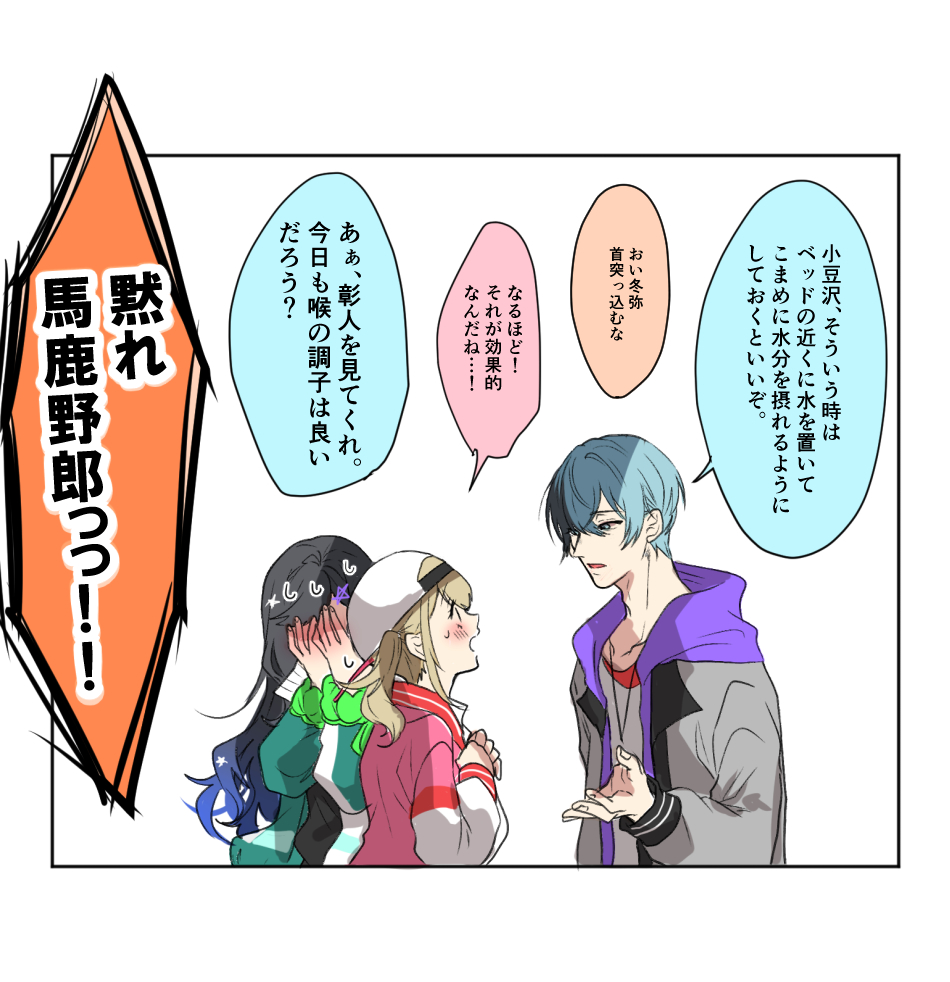 小豆沢、そういう時は
ベッドの近くに水を置いて
こまめに水分を摂れるように
しておくといいぞ。
おい冬弥
首突っ込むな
なるほど！
それが効果的
なんだね…！
あぁ、彰人を見てくれ。
今日も喉の調子は良い
だろう？
黙れ
馬鹿野郎っっ！！